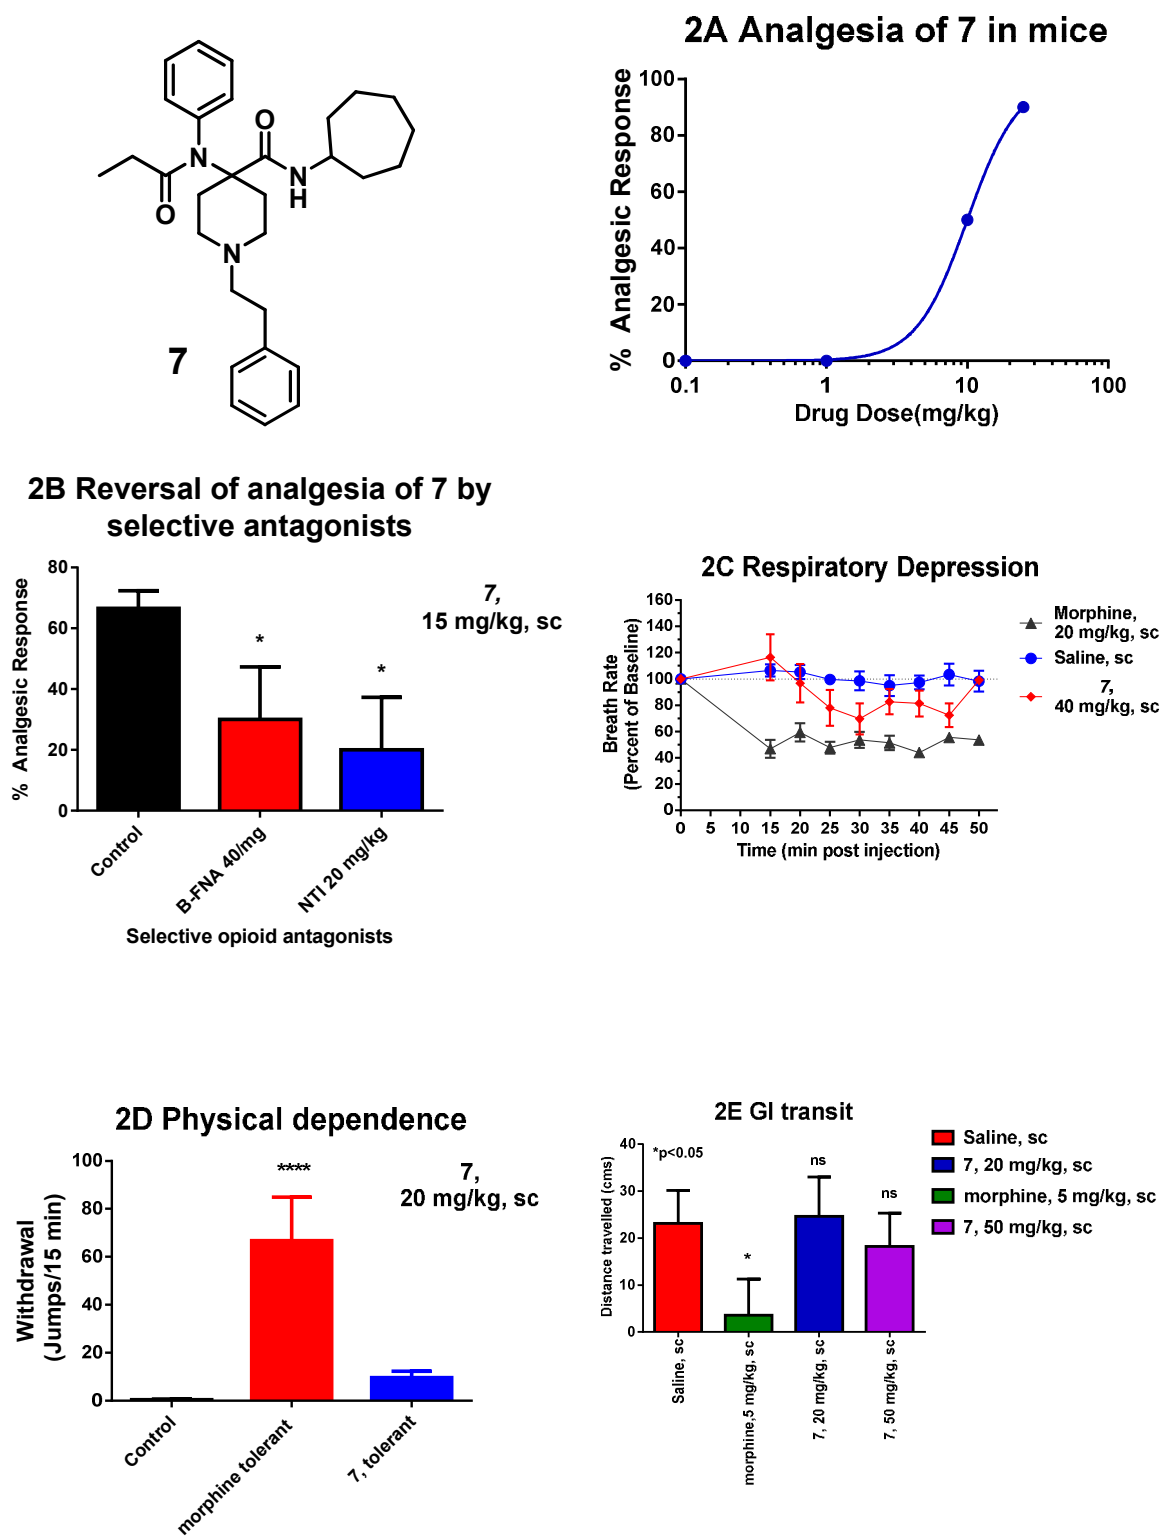 N
O
O
N
H
N
7
2A Analgesia of 7 in mice
% Analgesic Response
100
80
60
40
20
0
0.1
1
10
100
Drug Dose(mg/kg)
2B Reversal of analgesia of 7 by
selective antagonists
7,
15 mg/kg, sc
% Analgesic Response
80
60
40
20
0
*
*
Control
B-FNA 40/mg
NTI 20 mg/kg
Selective opioid antagonists
2C Respiratory Depression
Breath Rate
(Percent of Baseline)
160
140
120
100
80
60
40
20
0
0 5 10 15 20 25 30 35 40 45 50
Time (min post injection)
Morphine,
20 mg/kg, sc
Saline, sc
7,
40 mg/kg, sc
2D Physical dependence
7,
20 mg/kg, sc
Withdrawal
(Jumps/15 min)
100
80
60
40
20
0
****
Control
morphine tolerant
7, tolerant
2E GI transit
*p<0.05
Distance travelled (cms)
40
30
20
10
0
*
ns
ns
Saline, sc
morphine,5 mg/kg, sc
7, 20 mg/kg, sc
7, 50 mg/kg, sc
Saline, sc
7, 20 mg/kg, sc
morphine, 5 mg/kg, sc
7, 50 mg/kg, sc